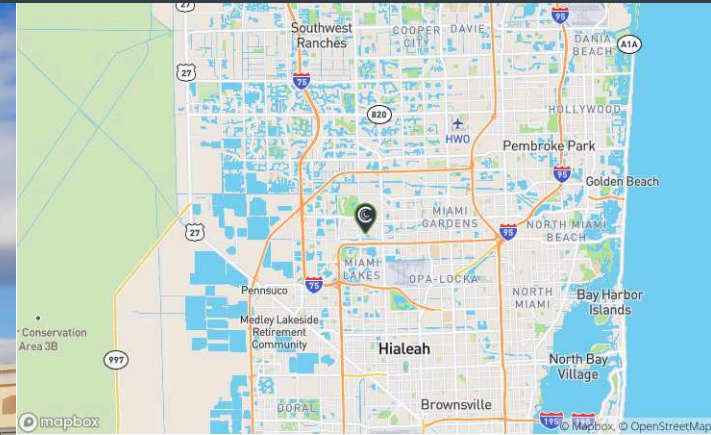 27
Southwest
Ranches
COOPER
CITY
DAVIE
95
DANIA
BEACH
A1A
27
75
820
HOLLYWOOD
HWO
Pembroke Park
95
Golden Beach
27
MIAMI
GARDENS
95
NORTH MIAMI
BEACH
MIAMI
LAKES
OPA-LOCKA
Pennsuco
75
NORTH
MIAMI
Bay Harbor
Islands
Medley Lakeside
Retirement
Community
Conservation
Area 3B
997
Hialeah
North Bay
Village
DORAL
Brownsville
195
mapbox
© Mapbox, © OpenStreetMap